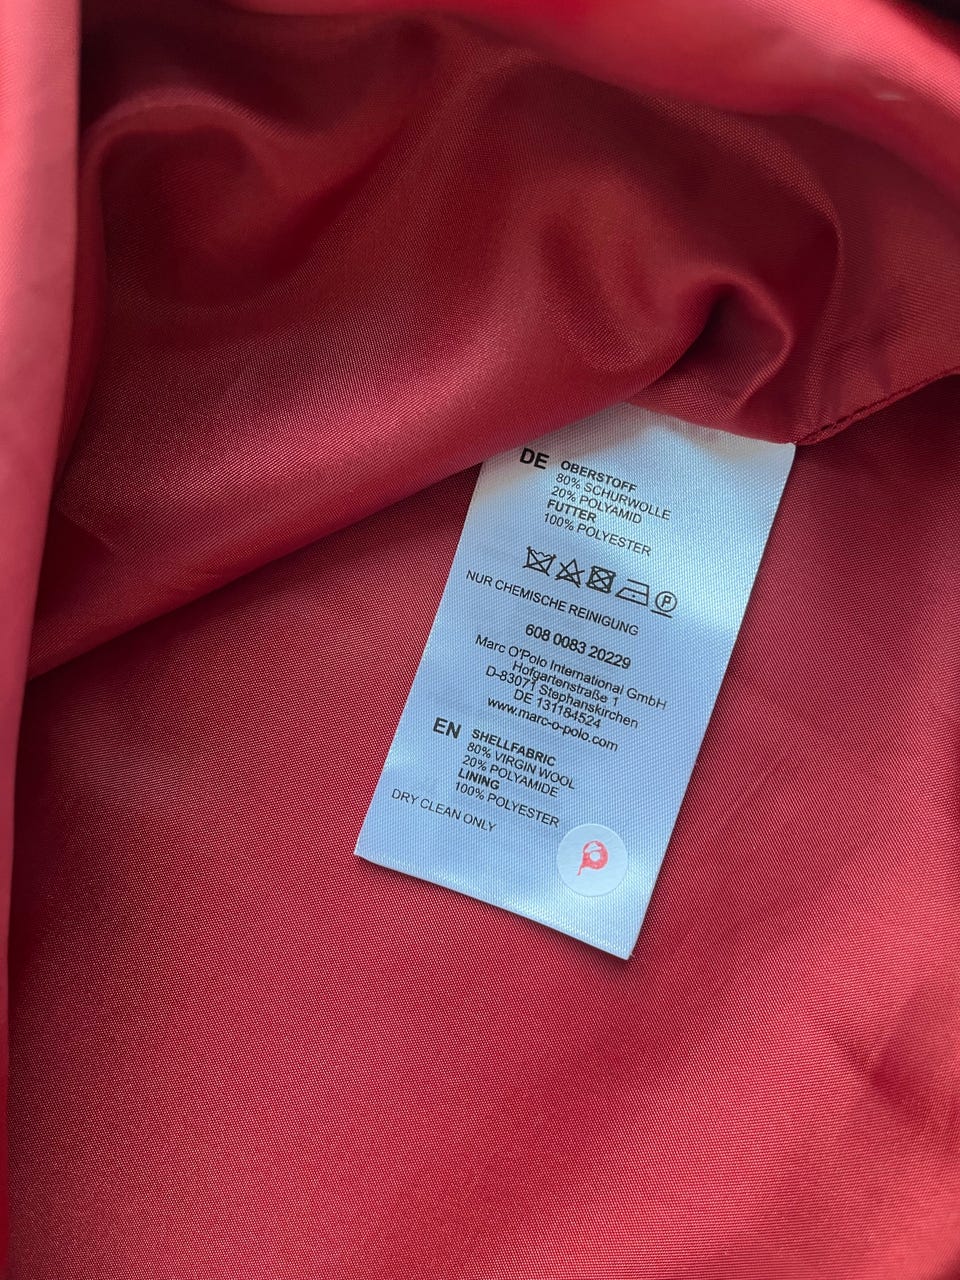 DE OBERSTOFF
80% SCHURWOLLE
20% POLYAMID
FUTTER
100% POLYESTER
P
NUR CHEMISCHE REINIGUNG
608 0083 20229
Marc O'Polo International GmbH
Hofgartenstraße 1
D-83071 Stephanskirchen
DE 131184524
www.marc-o-polo.com
EN SHELLFABRIC
80% VIRGIN WOOL
20% POLYAMIDE
LINING
100% POLYESTER
DRY CLEAN ONLY